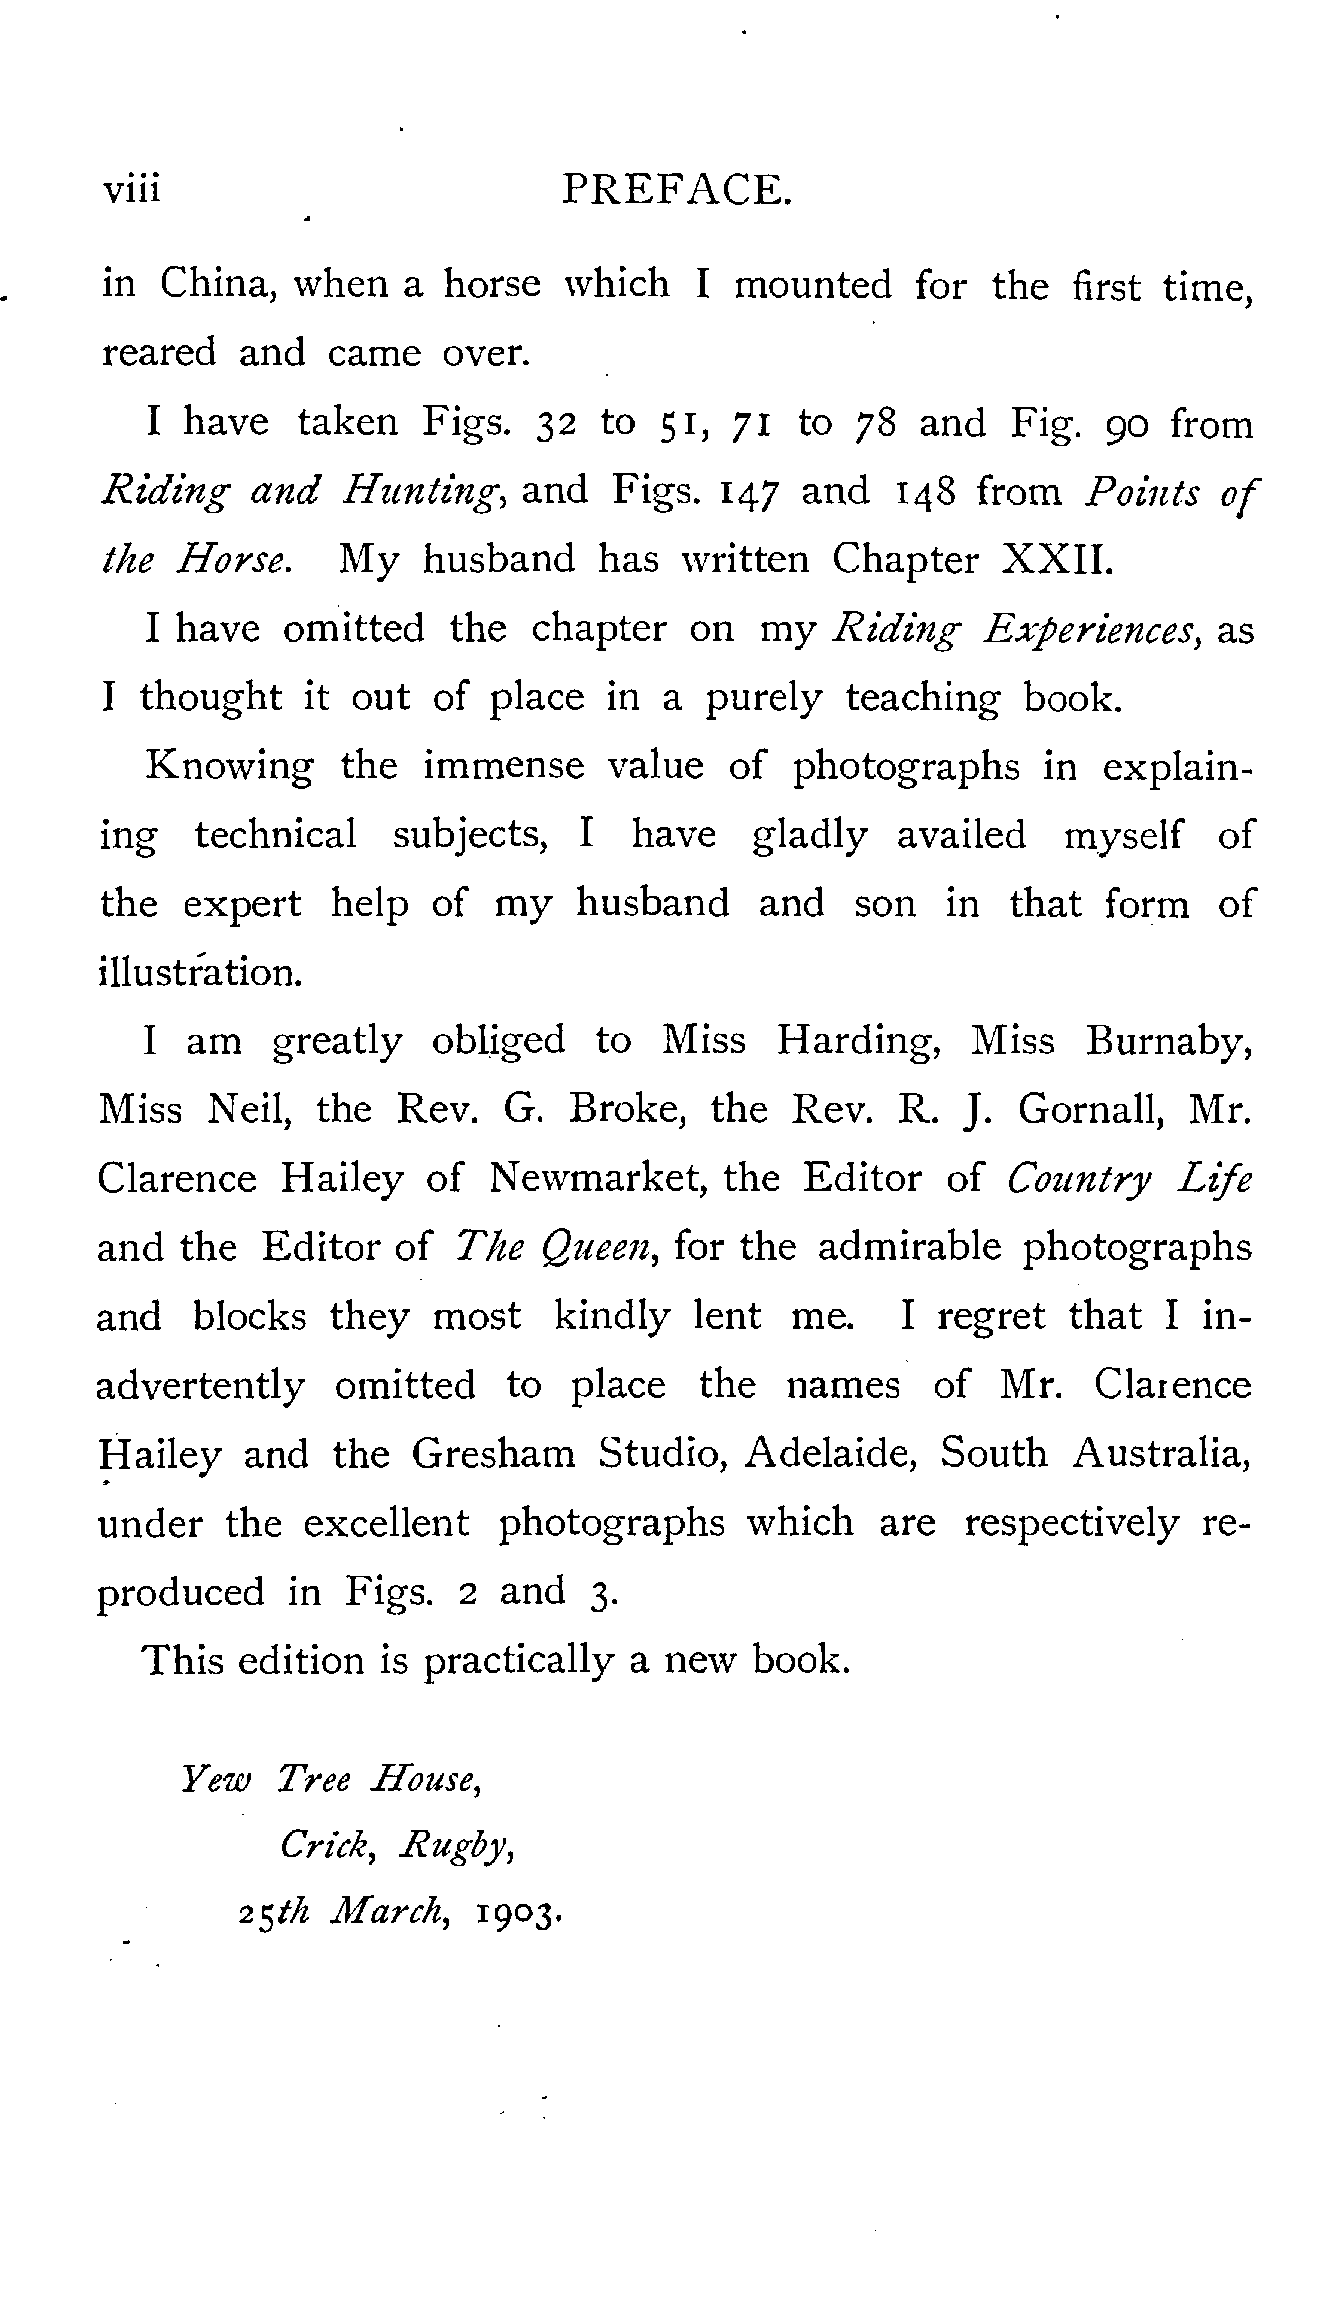 viii PREFACE.
in China, when a horse which I mounted for the first time,
reared and came over.
I have taken Figs. 32 to 51, 71 to 78 and Fig. 90 from
Riding and Hunting, and Figs. 147 and 148 from Points of
the Horse. My husband has written Chapter XXII.
I have omitted the chapter on my Riding Experiences, as
I thought it out of place in a purely teaching book.
Knowing the immense value of photographs in explain-
ing technical subjects, I have gladly availed myself of
the expert help of my husband and son in that form of
illustration.
I am greatly obliged to Miss Harding, Miss Burnaby,
Miss Neil, the Rev. G. Broke, the Rev. R. J. Gornall, Mr.
Clarence Hailey of Newmarket, the Editor of Country Life
and the Editor of The Queen, for the admirable photographs
and blocks they most kindly lent me. I regret that I in-
advertently omitted to place the names of Mr. Clarence
Hailey and the Gresham Studio, Adelaide, South Australia,
under the excellent photographs which are respectively re-
produced in Figs. 2 and 3.
This edition is practically a new book.
Yew Tree House,
Crick, Rugby,
25th March, 1903.